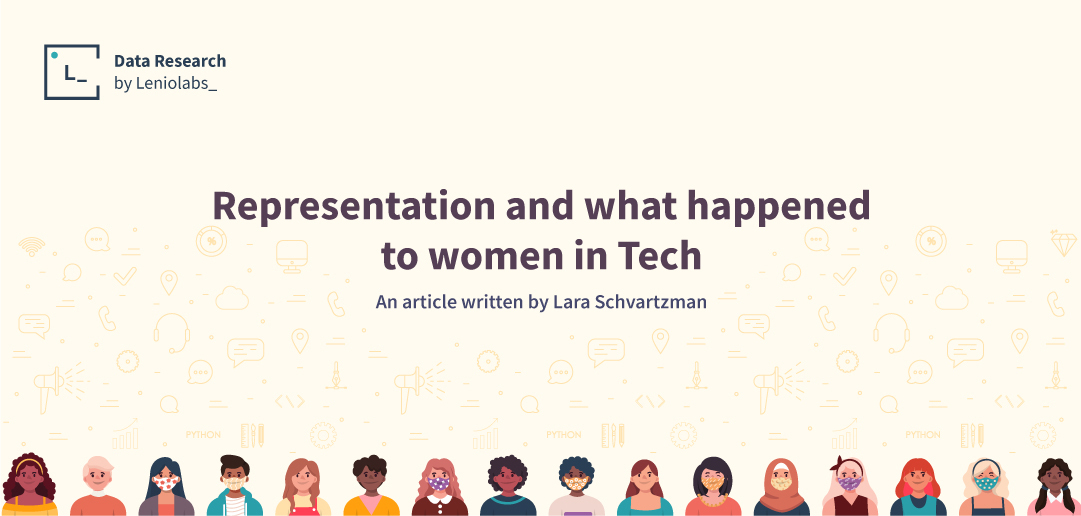 L_
Data Research
by Leniolabs_
Representation and what happened
to women in Tech
An article written by Lara Schvartzman
PYTHON
PYTHON
PYTHON